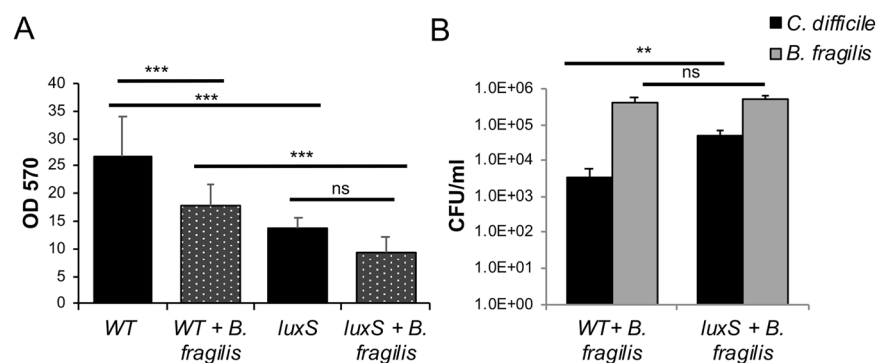 A
B
C. difficile
B. fragilis
***
***
***
ns
**
ns
OD 570
40
35
30
25
20
15
10
5
0
WT
WT + B.
fragilis
luxS
luxS + B.
fragilis
CFU/ml
1.0E+06
1.0E+05
1.0E+04
1.0E+03
1.0E+02
1.0E+01
1.0E+00
WT+ B.
fragilis
luxS + B.
fragilis